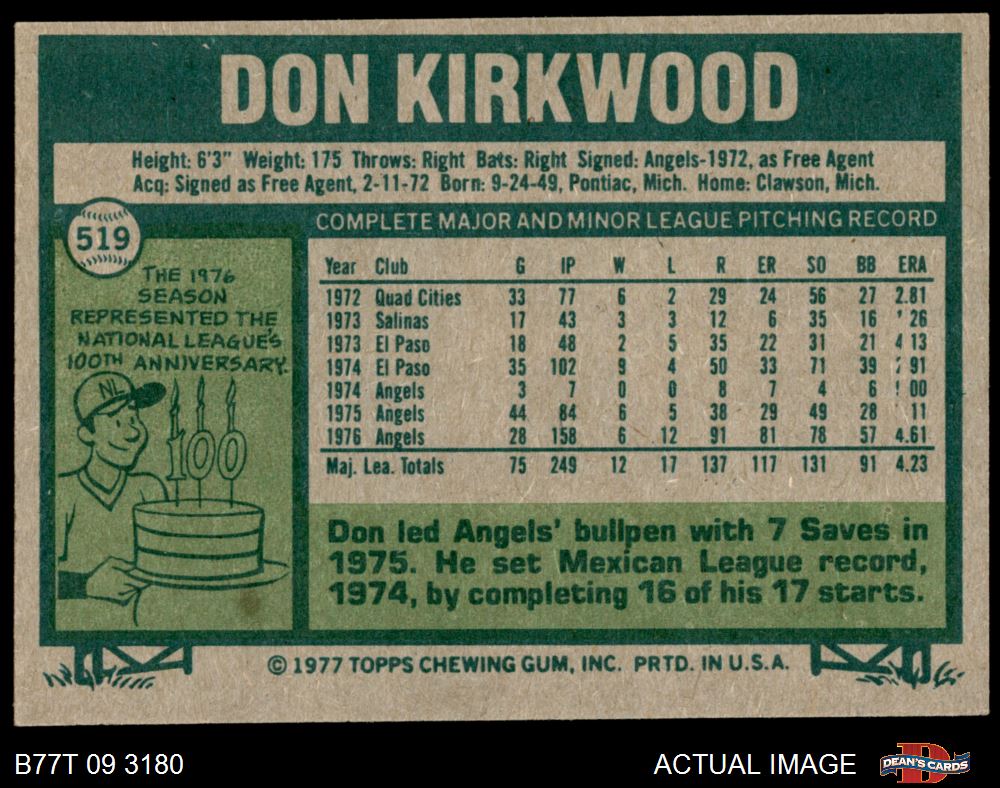 DON KIRKWOOD
Height: 6'3" Weight: 175 Throws: Right Bats: Right Signed: Angels-1972, as Free Agent
Acq: Signed as Free Agent, 2-11-72 Born: 9-24-49, Pontiac, Mich. Home: Clawson, Mich.
519
THE 1976
SEASON
REPRESENTED THE
NATIONAL LEAGUE'S
100TH ANNIVERSARY.
NL
100
COMPLETE MAJOR AND MINOR LEAGUE PITCHING RECORD
Year Club G IP W L R ER SO BB ERA
1972 Quad Cities 33 77 6 2 29 24 56 27 2.81
1973 Salinas 17 43 3 3 12 6 35 16 26
1973 El Paso 18 48 2 5 35 22 31 21 4 13
1974 El Paso 35 102 9 4 50 33 71 39 91
1974 Angels 3 7 0 0 8 7 4 6 00
1975 Angels 44 84 6 5 38 29 49 28 11
1976 Angels 28 158 6 12 91 81 78 57 4.61
Maj. Lea. Totals 75 249 12 17 137 117 131 91 4.23
Don led Angels' bullpen with 7 Saves in
1975. He set Mexican League record,
1974, by completing 16 of his 17 starts.
© 1977 TOPPS CHEWING GUM, INC. PRTD. IN U.S.A.
B77T 09 3180
ACTUAL IMAGE
DEAN'S CARDS